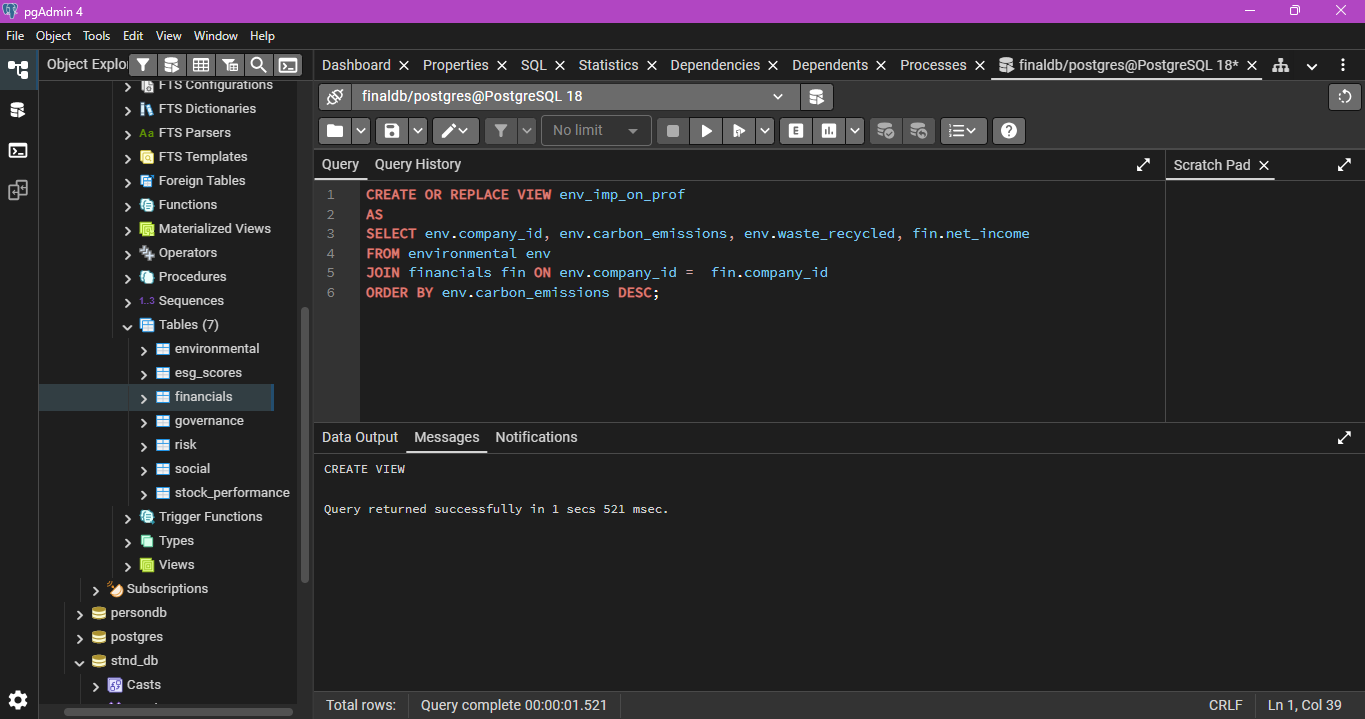 pgAdmin 4
File Object Tools Edit View Window Help
Object Explo
Dashboard Properties SQL Statistics Dependencies Dependents Processes finaldb/postgres@PostgreSQL 18*
finaldb/postgres@PostgreSQL 18
No limit
E
Query Query History
Scratch Pad
1 CREATE OR REPLACE VIEW env_imp_on_prof
2 AS
3 SELECT env.company_id, env.carbon_emissions, env.waste_recycled, fin.net_income
4 FROM environmental env
5 JOIN financials fin ON env.company_id = fin.company_id
6 ORDER BY env.carbon_emissions DESC;
FTS Configurations
FTS Dictionaries
Aa FTS Parsers
FTS Templates
Foreign Tables
Functions
Materialized Views
Operators
Procedures
1..3 Sequences
Tables (7)
environmental
esg_scores
financials
governance
risk
social
stock_performance
Trigger Functions
Types
Views
Subscriptions
persondb
postgres
stnd_db
Casts
Data Output Messages Notifications
CREATE VIEW
Query returned successfully in 1 secs 521 msec.
Total rows: Query complete 00:00:01.521 CRLF Ln 1, Col 39